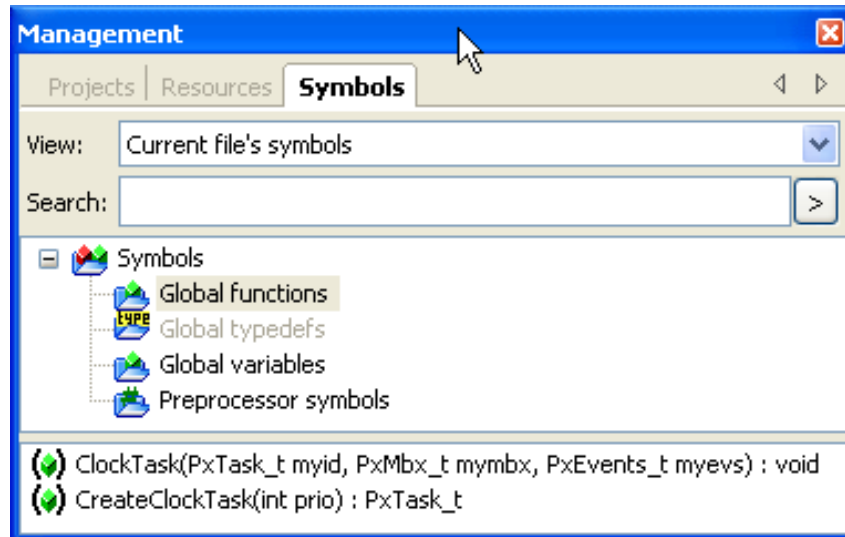 Management
Projects Resources Symbols
View: Current file's symbols
Search: >
Symbols
Global functions
type Global typedefs
Global variables
# Preprocessor symbols
ClockTask(PxTask_t myid, PxMbx_t mymbx, PxEvents_t myevs) : void
CreateClockTask(int prio) : PxTask_t